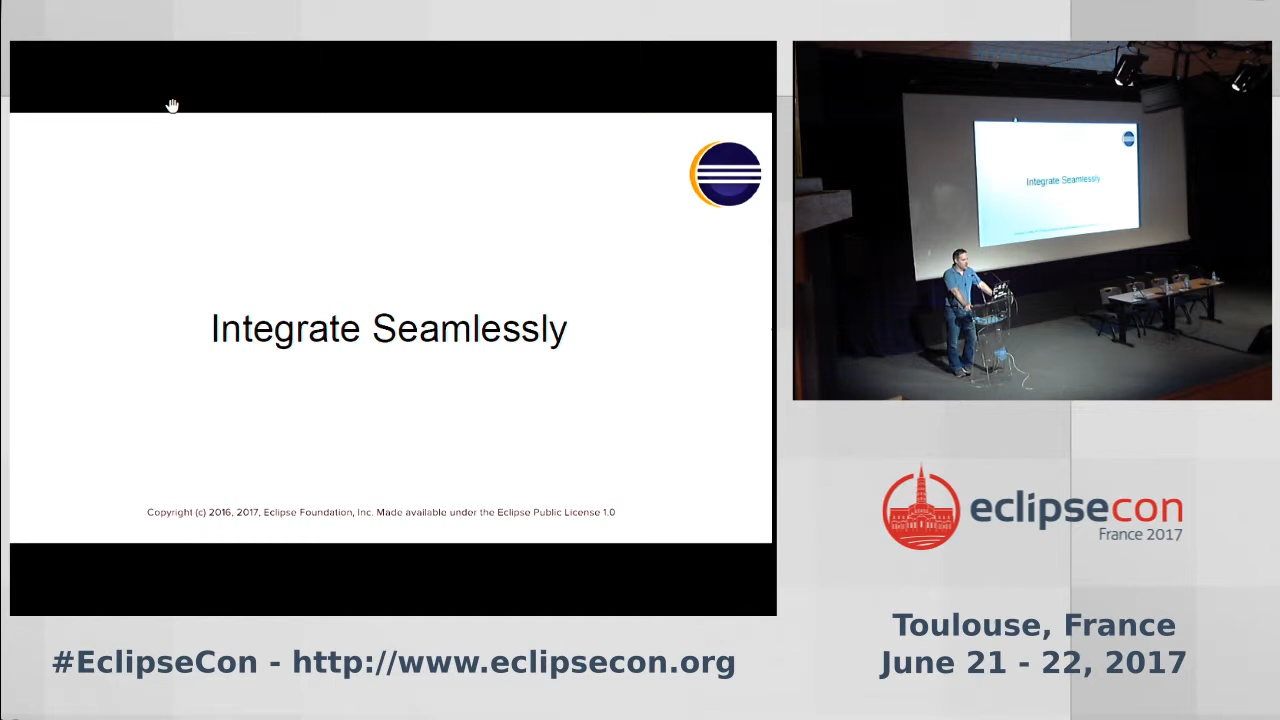 Integrate Seamlessly
Copyright (c) 2016, 2017, Eclipse Foundation, Inc. Made available under the Eclipse Public License 1.0
Integrate Seamlessly
eclipsecon
France 2017
#EclipseCon - http://www.eclipsecon.org
Toulouse, France
June 21 - 22, 2017